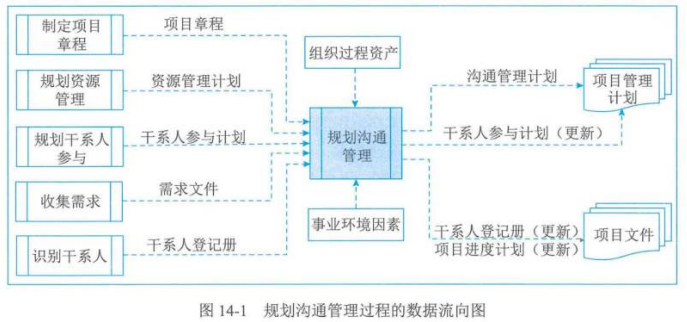 制定项目
章程
项目章程
组织过程资产
规划资源
管理
资源管理计划
沟通管理计划
项目管理
计划
规划干系人
参与
干系人参与计划
规划沟通
管理
干系人参与计划（更新）
收集需求
需求文件
事业环境因素
干系人登记册（更新）
项目进度计划（更新）
项目文件
识别干系人
干系人登记册
图 14-1 规划沟通管理过程的数据流向图